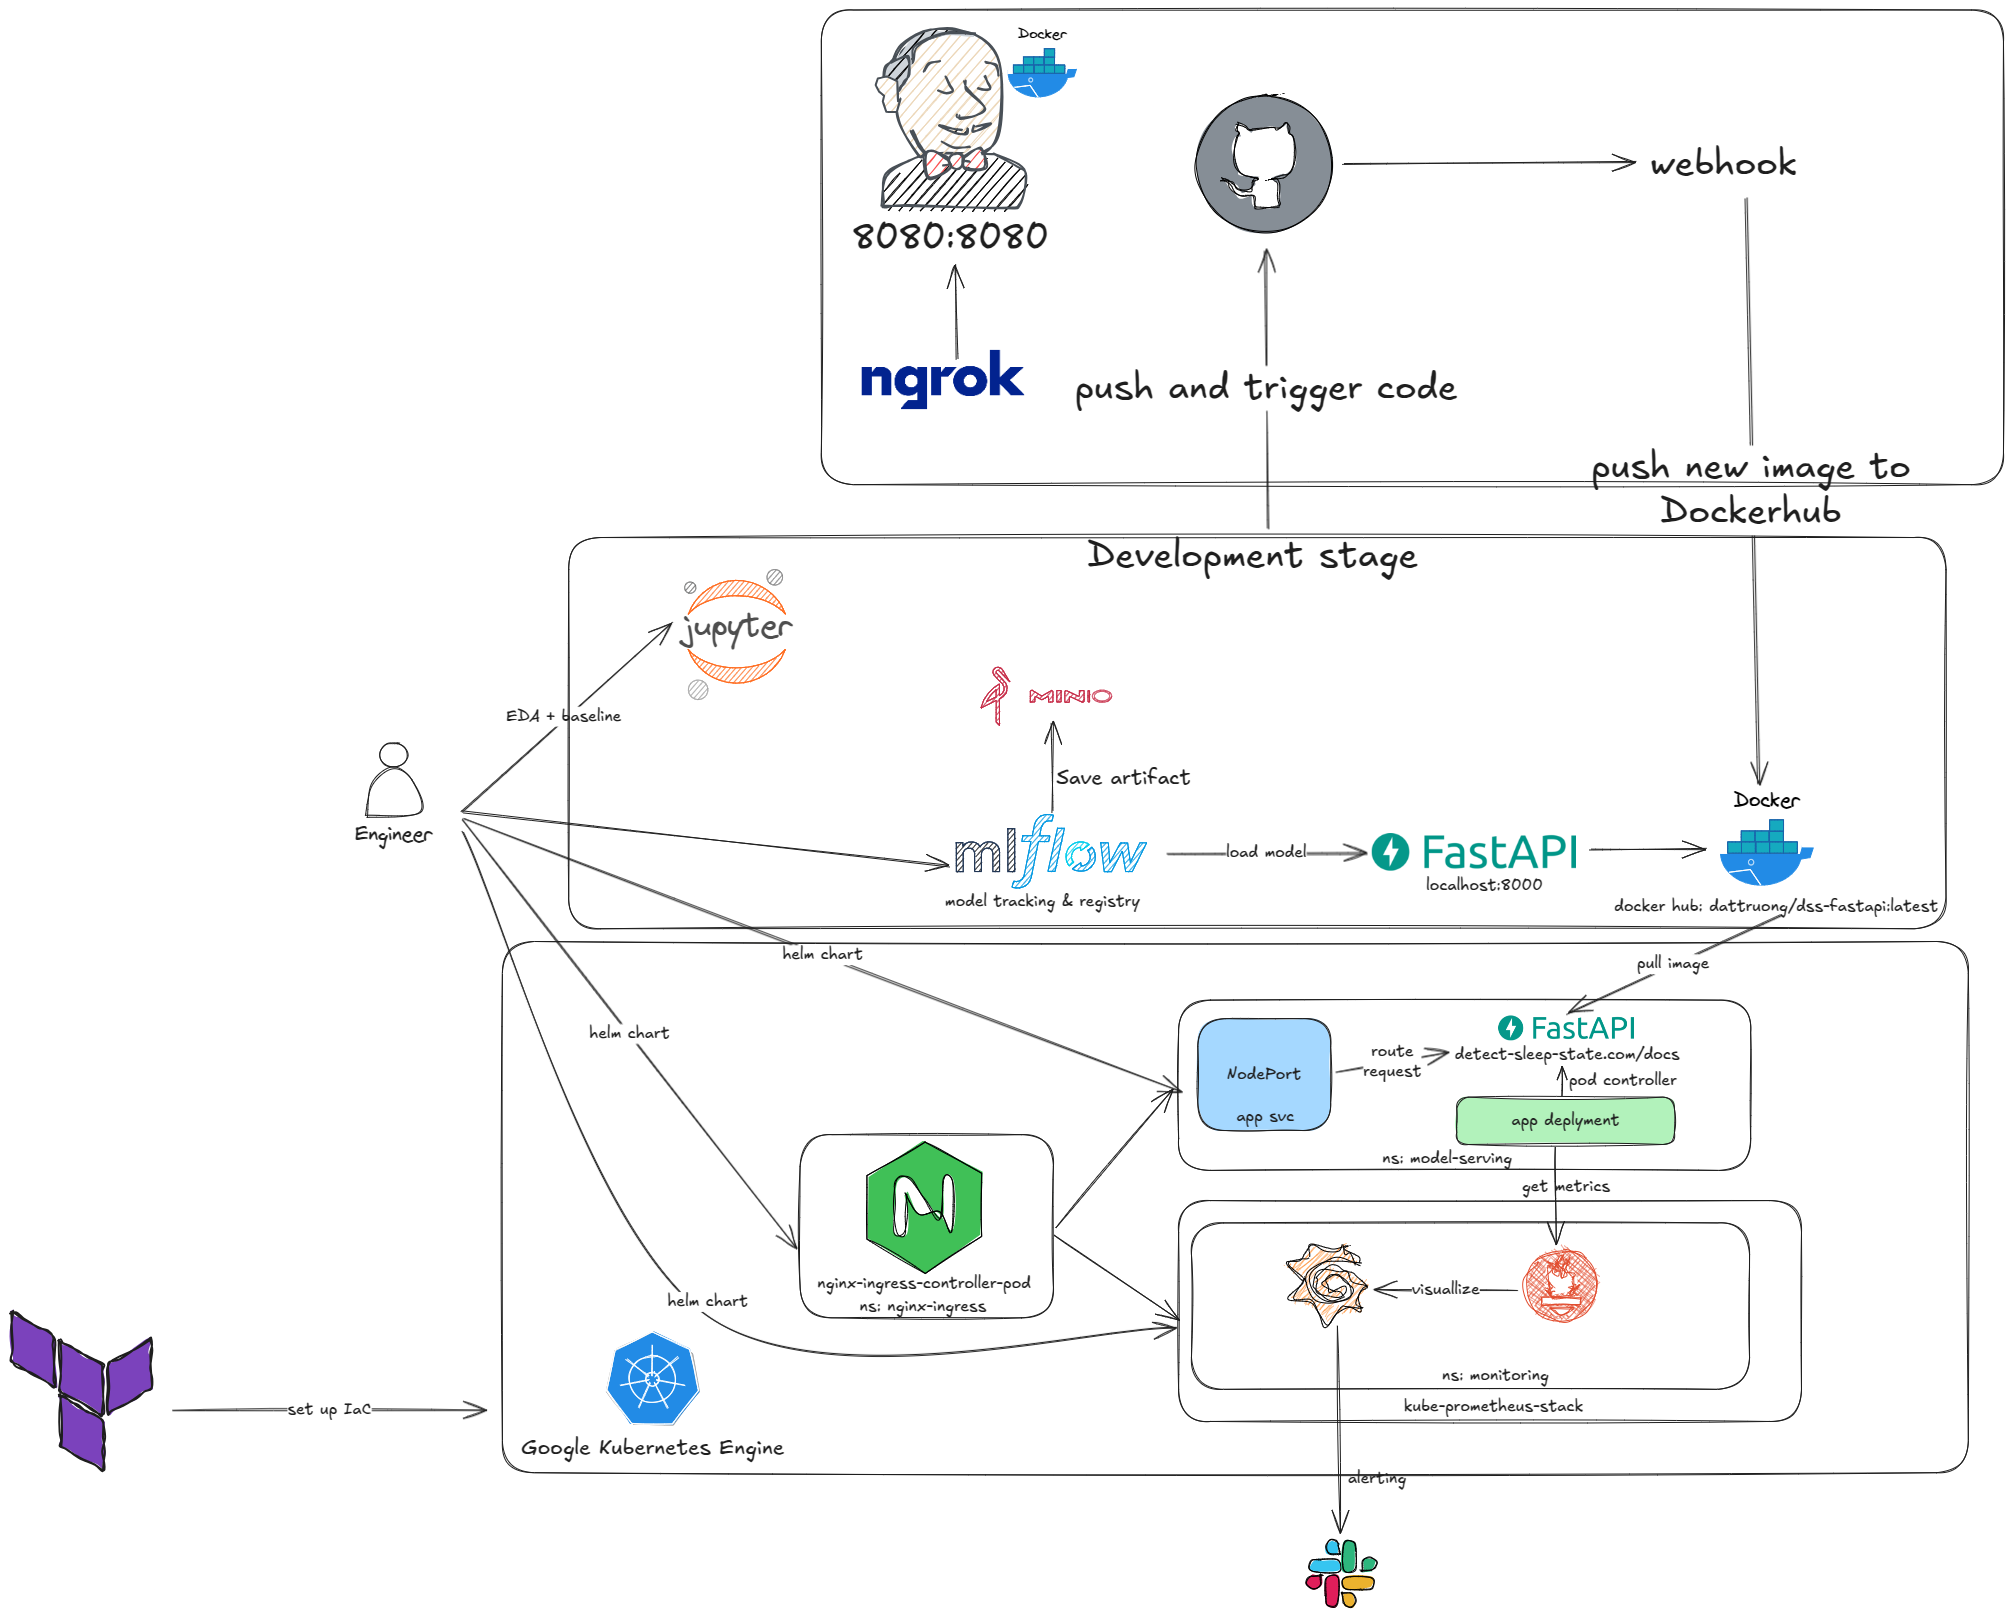 Docker
webhook
8080:8080
ngrok
push and trigger code
push new image to
Dockerhub
Development stage
jupyter
MINIO
EDA + baseline
Save artifact
Engineer
Docker
mlflow
load model
FastAPI
localhost:8000
model tracking & registry
docker hub: dattruong/dss-fastapi:latest
helm chart
pull image
helm chart
FastAPI
route
request
detect-sleep-state.com/docs
NodePort
app svc
pod controller
app deplyment
ns: model-serving
get metrics
nginx-ingress-controller-pod
ns: nginx-ingress
helm chart
visuallize
ns: monitoring
kube-prometheus-stack
set up IaC
Google Kubernetes Engine
alerting